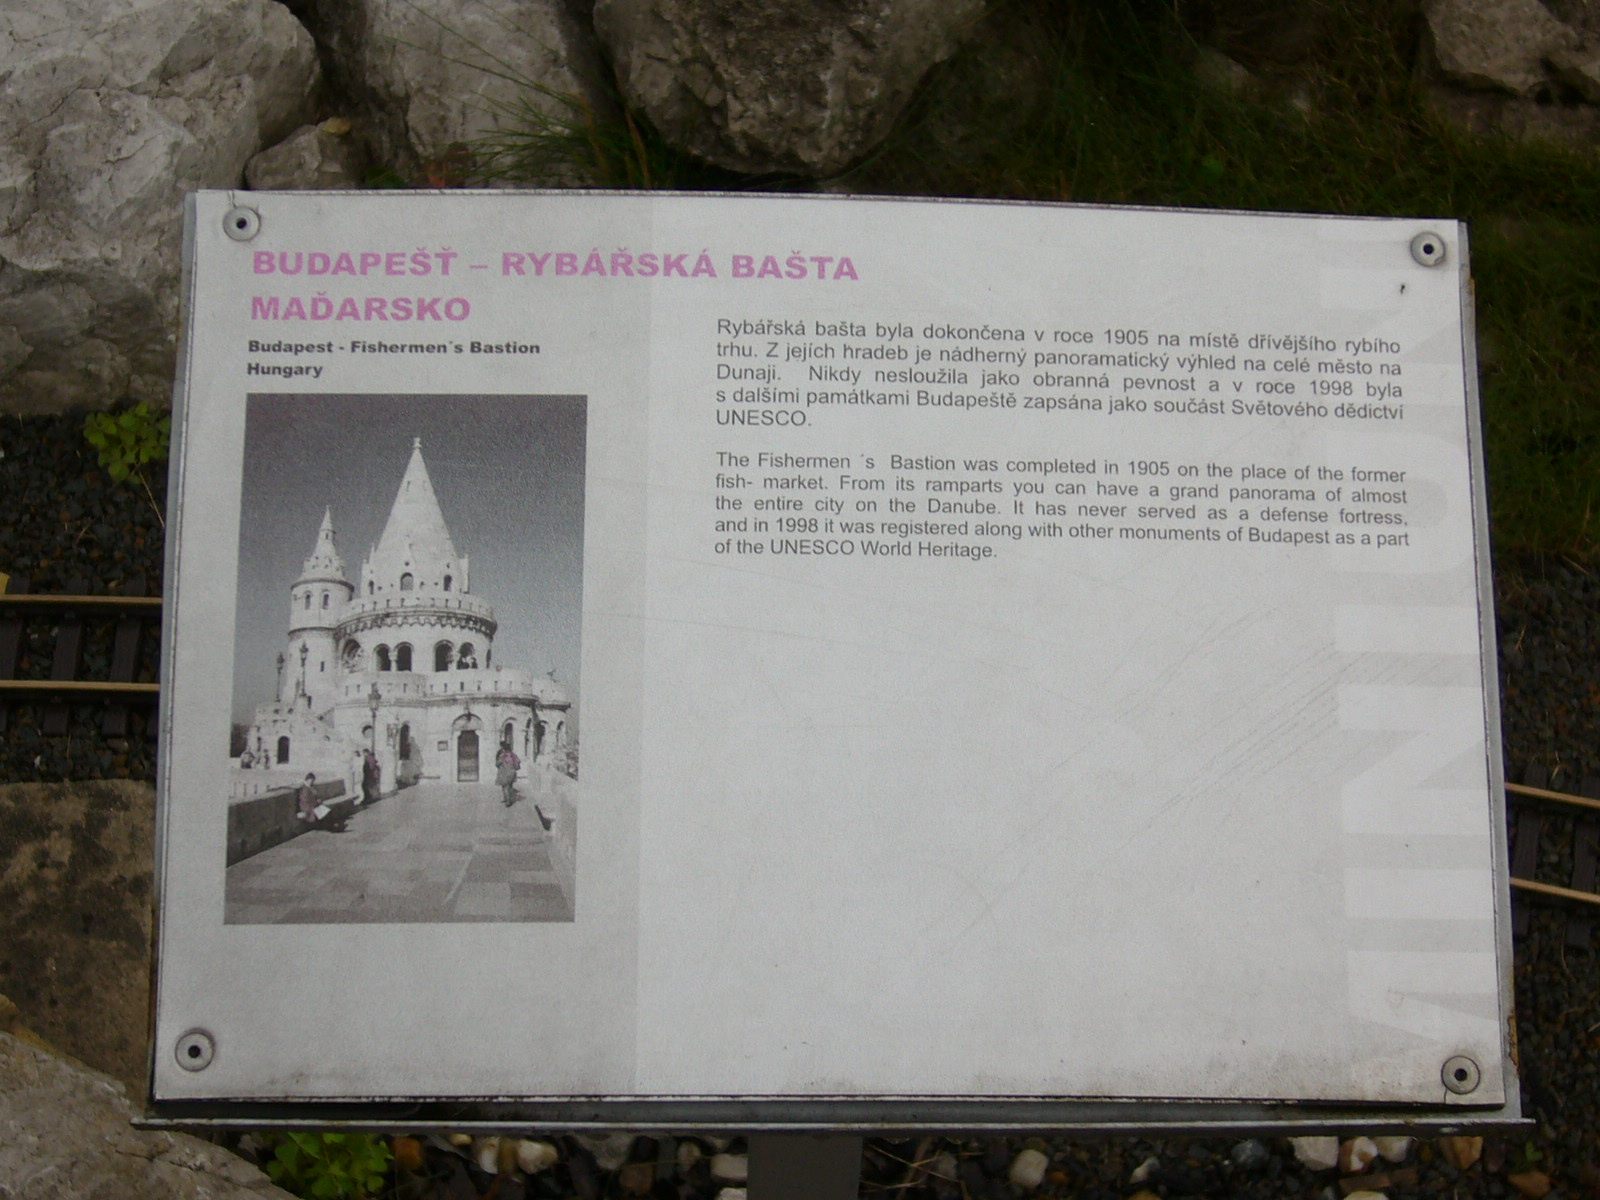 BUDAPEŠŤ – RYBÁŘSKÁ BAŠTA
MAĎARSKO
Budapest - Fishermen´s Bastion
Hungary
Rybářská bašta byla dokončena v roce 1905 na místě dřívějšího rybího
trhu. Z jejích hradeb je nádherný panoramatický výhled na celé město na
Dunaji. Nikdy nesloužila jako obranná pevnost a v roce 1998 byla
s dalšími památkami Budapeště zapsána jako součást Světového dědictví
UNESCO.
The Fishermen ´s Bastion was completed in 1905 on the place of the former
fish- market. From its ramparts you can have a grand panorama of almost
the entire city on the Danube. It has never served as a defense fortress,
and in 1998 it was registered along with other monuments of Budapest as a part
of the UNESCO World Heritage.